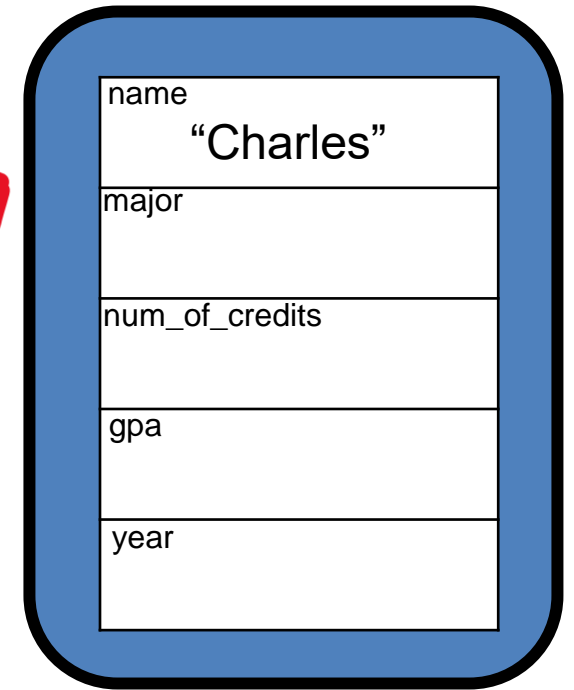 name
“Charles”
major
num_of_credits
gpa
year